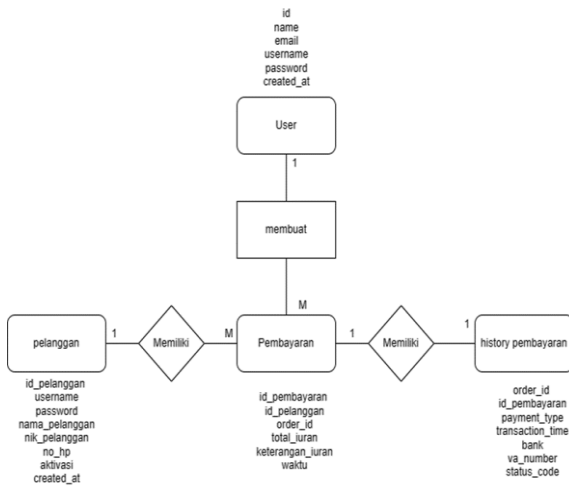 id
name
email
username
password
created_at
User
1
membuat
M
pelanggan
1
Memiliki
M
Pembayaran
1
Memiliki
1
history pembayaran
id_pelanggan
username
password
nama_pelanggan
nik_pelanggan
no_hp
aktivasi
created_at
id_pembayaran
id_pelanggan
order_id
total_iuran
keterangan_iuran
waktu
order_id
id_pembayaran
payment_type
transaction_time
bank
va_number
status_code